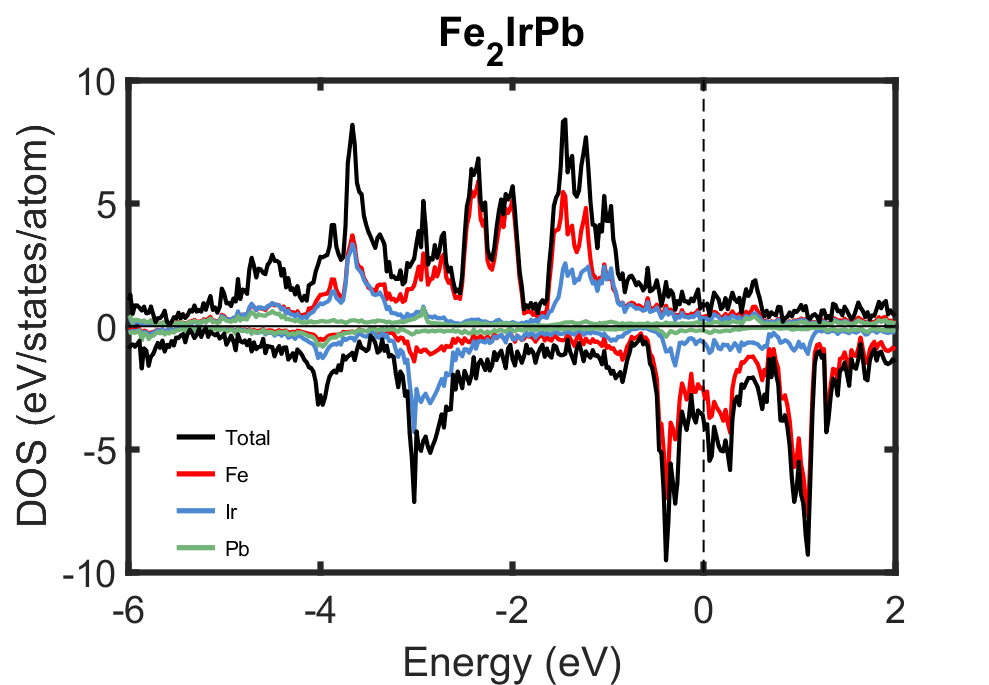 Fe₂IrPb
DOS (eV/states/atom)
10
5
0
-5
-10
Total
Fe
Ir
Pb
-6 -4 -2 0 2
Energy (eV)